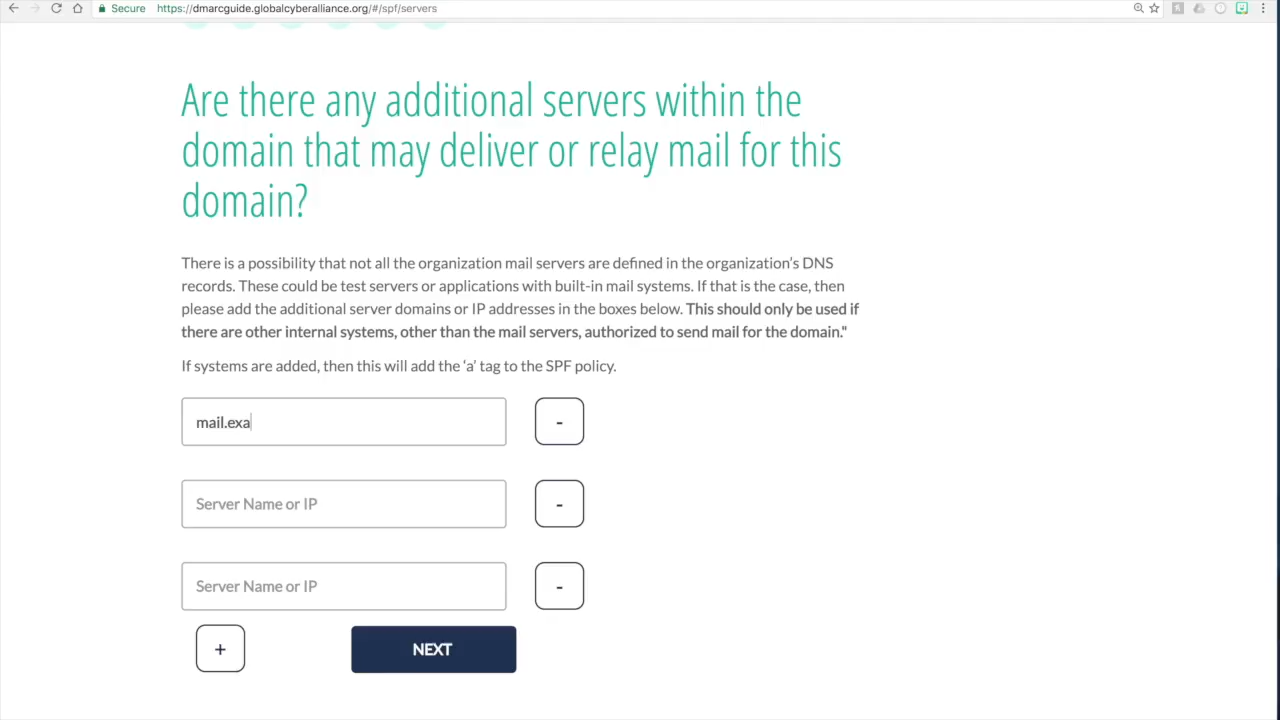 Secure https://dmarcguide.globalcyberalliance.org/#/spf/servers
Are there any additional servers within the
domain that may deliver or relay mail for this
domain?
There is a possibility that not all the organization mail servers are defined in the organization's DNS
records. These could be test servers or applications with built-in mail systems. If that is the case, then
please add the additional server domains or IP addresses in the boxes below. This should only be used if
there are other internal systems, other than the mail servers, authorized to send mail for the domain."
If systems are added, then this will add the 'a' tag to the SPF policy.
mail.exa -
Server Name or IP -
Server Name or IP -
+ NEXT